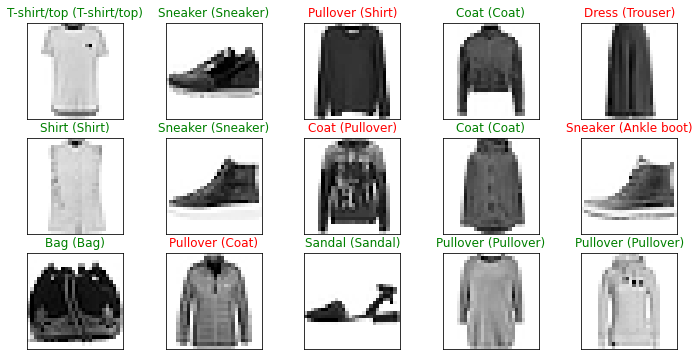 T-shirt/top (T-shirt/top) Sneaker (Sneaker) Pullover (Shirt) Coat (Coat) Dress (Trouser)
Shirt (Shirt) Sneaker (Sneaker) Coat (Pullover) Coat (Coat) Sneaker (Ankle boot)
Bag (Bag) Pullover (Coat) Sandal (Sandal) Pullover (Pullover) Pullover (Pullover)